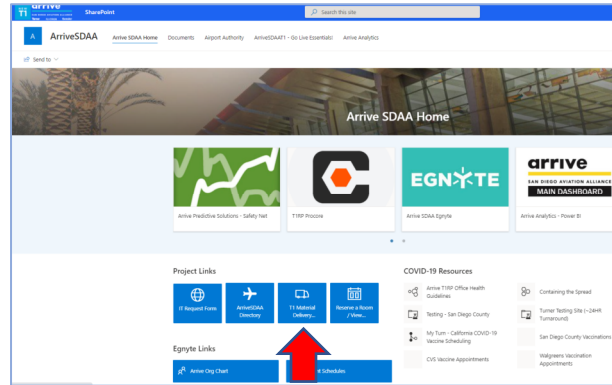 arrive
T1
SharePoint
Search this site
A
ArriveSDAA
Arrive SDAA Home
Documents
Airport Authority
ArriveSDAAT1 - Go Live Essentials!
Arrive Analytics
Send to
Arrive SDAA Home
EGNYTE
arrive
SAN DIEGO AVIATION ALLIANCE
MAIN DASHBOARD
Arrive Predictive Solutions - Safety Net
T1RP Procore
Arrive SDAA Egnyte
Arrive Analytics - Power BI
Project Links
IT Request Form
ArriveSDAA
Directory
T1 Material
Delivery...
Reserve a Room
/ View...
Egnyte Links
Arrive Org Chart
Schedules
COVID-19 Resources
Arrive T1RP Office Health
Guidelines
Containing the Spread
Testing - San Diego County
Turner Testing Site (~24HR
Turnaround)
My Turn - California COVID-19
Vaccine Scheduling
San Diego County Vaccinations
CVS Vaccine Appointments
Walgreens Vaccination
Appointments